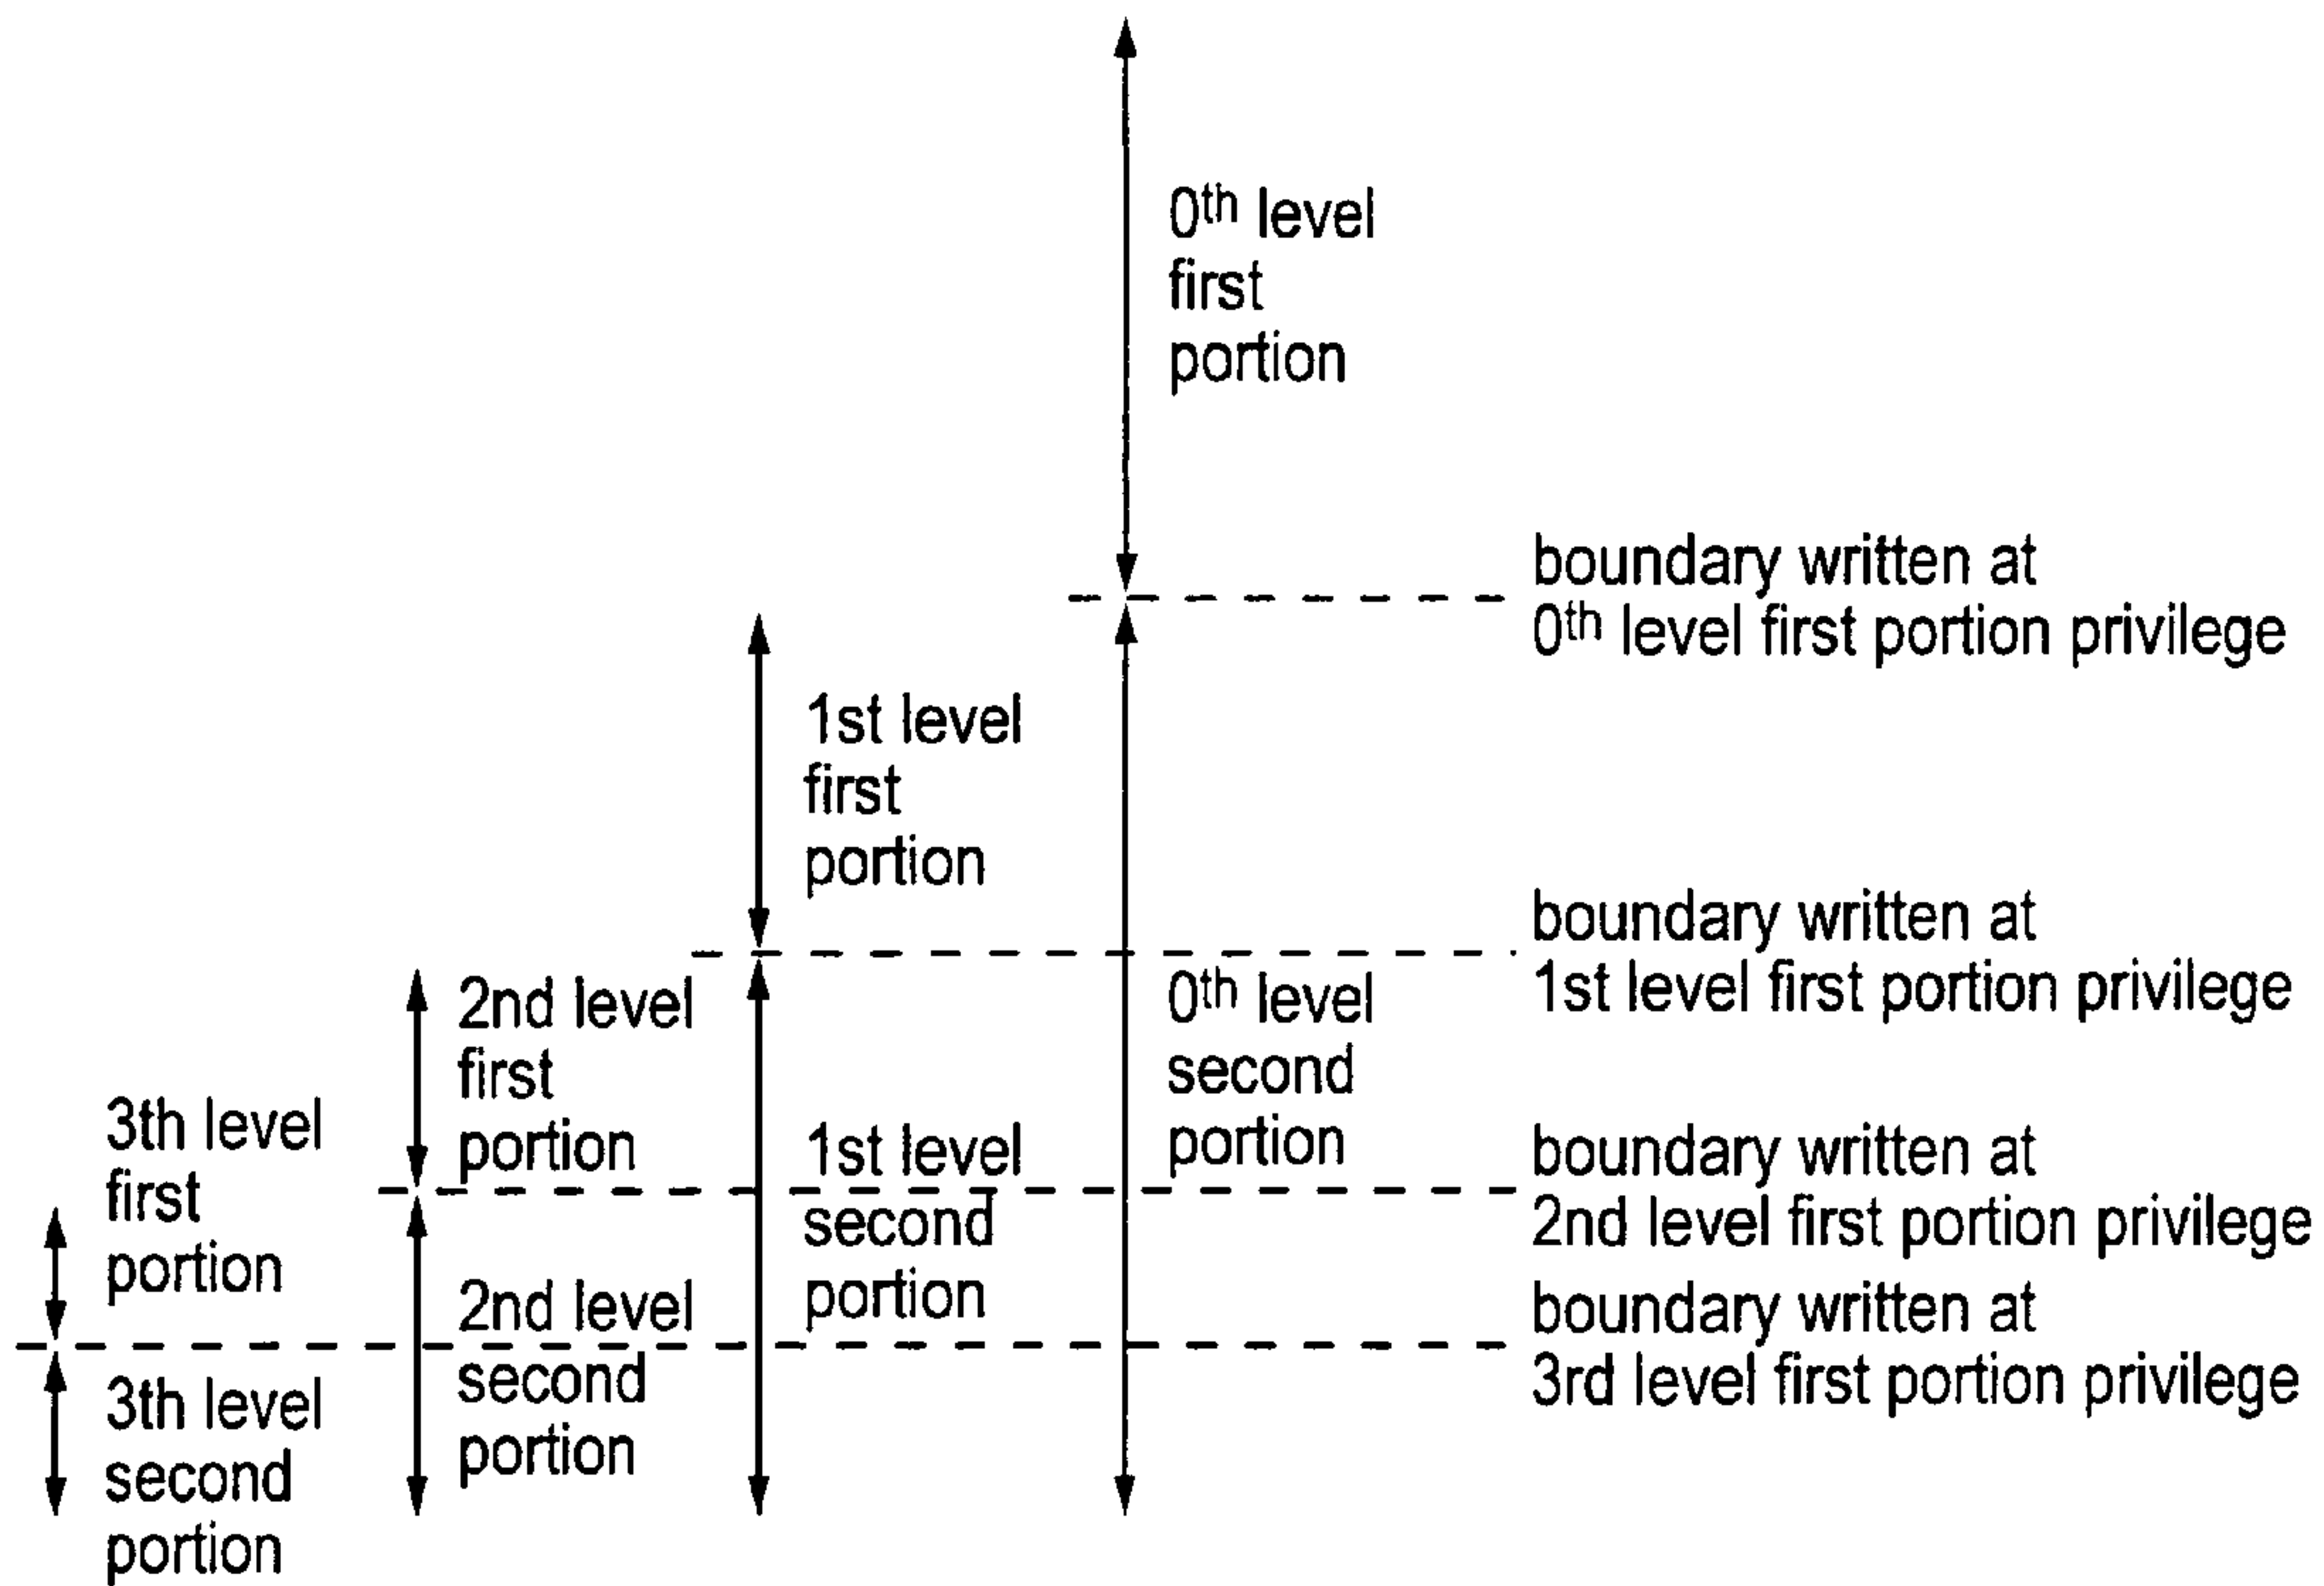 0th level
first
portion
boundary written at
0th level first portion privilege
1st level
first
portion
boundary written at
1st level first portion privilege
2nd level
first
portion
0th level
second
portion
3th level
first
portion
1st level
second
portion
boundary written at
2nd level first portion privilege
2nd level
second
portion
boundary written at
3rd level first portion privilege
3th level
second
portion